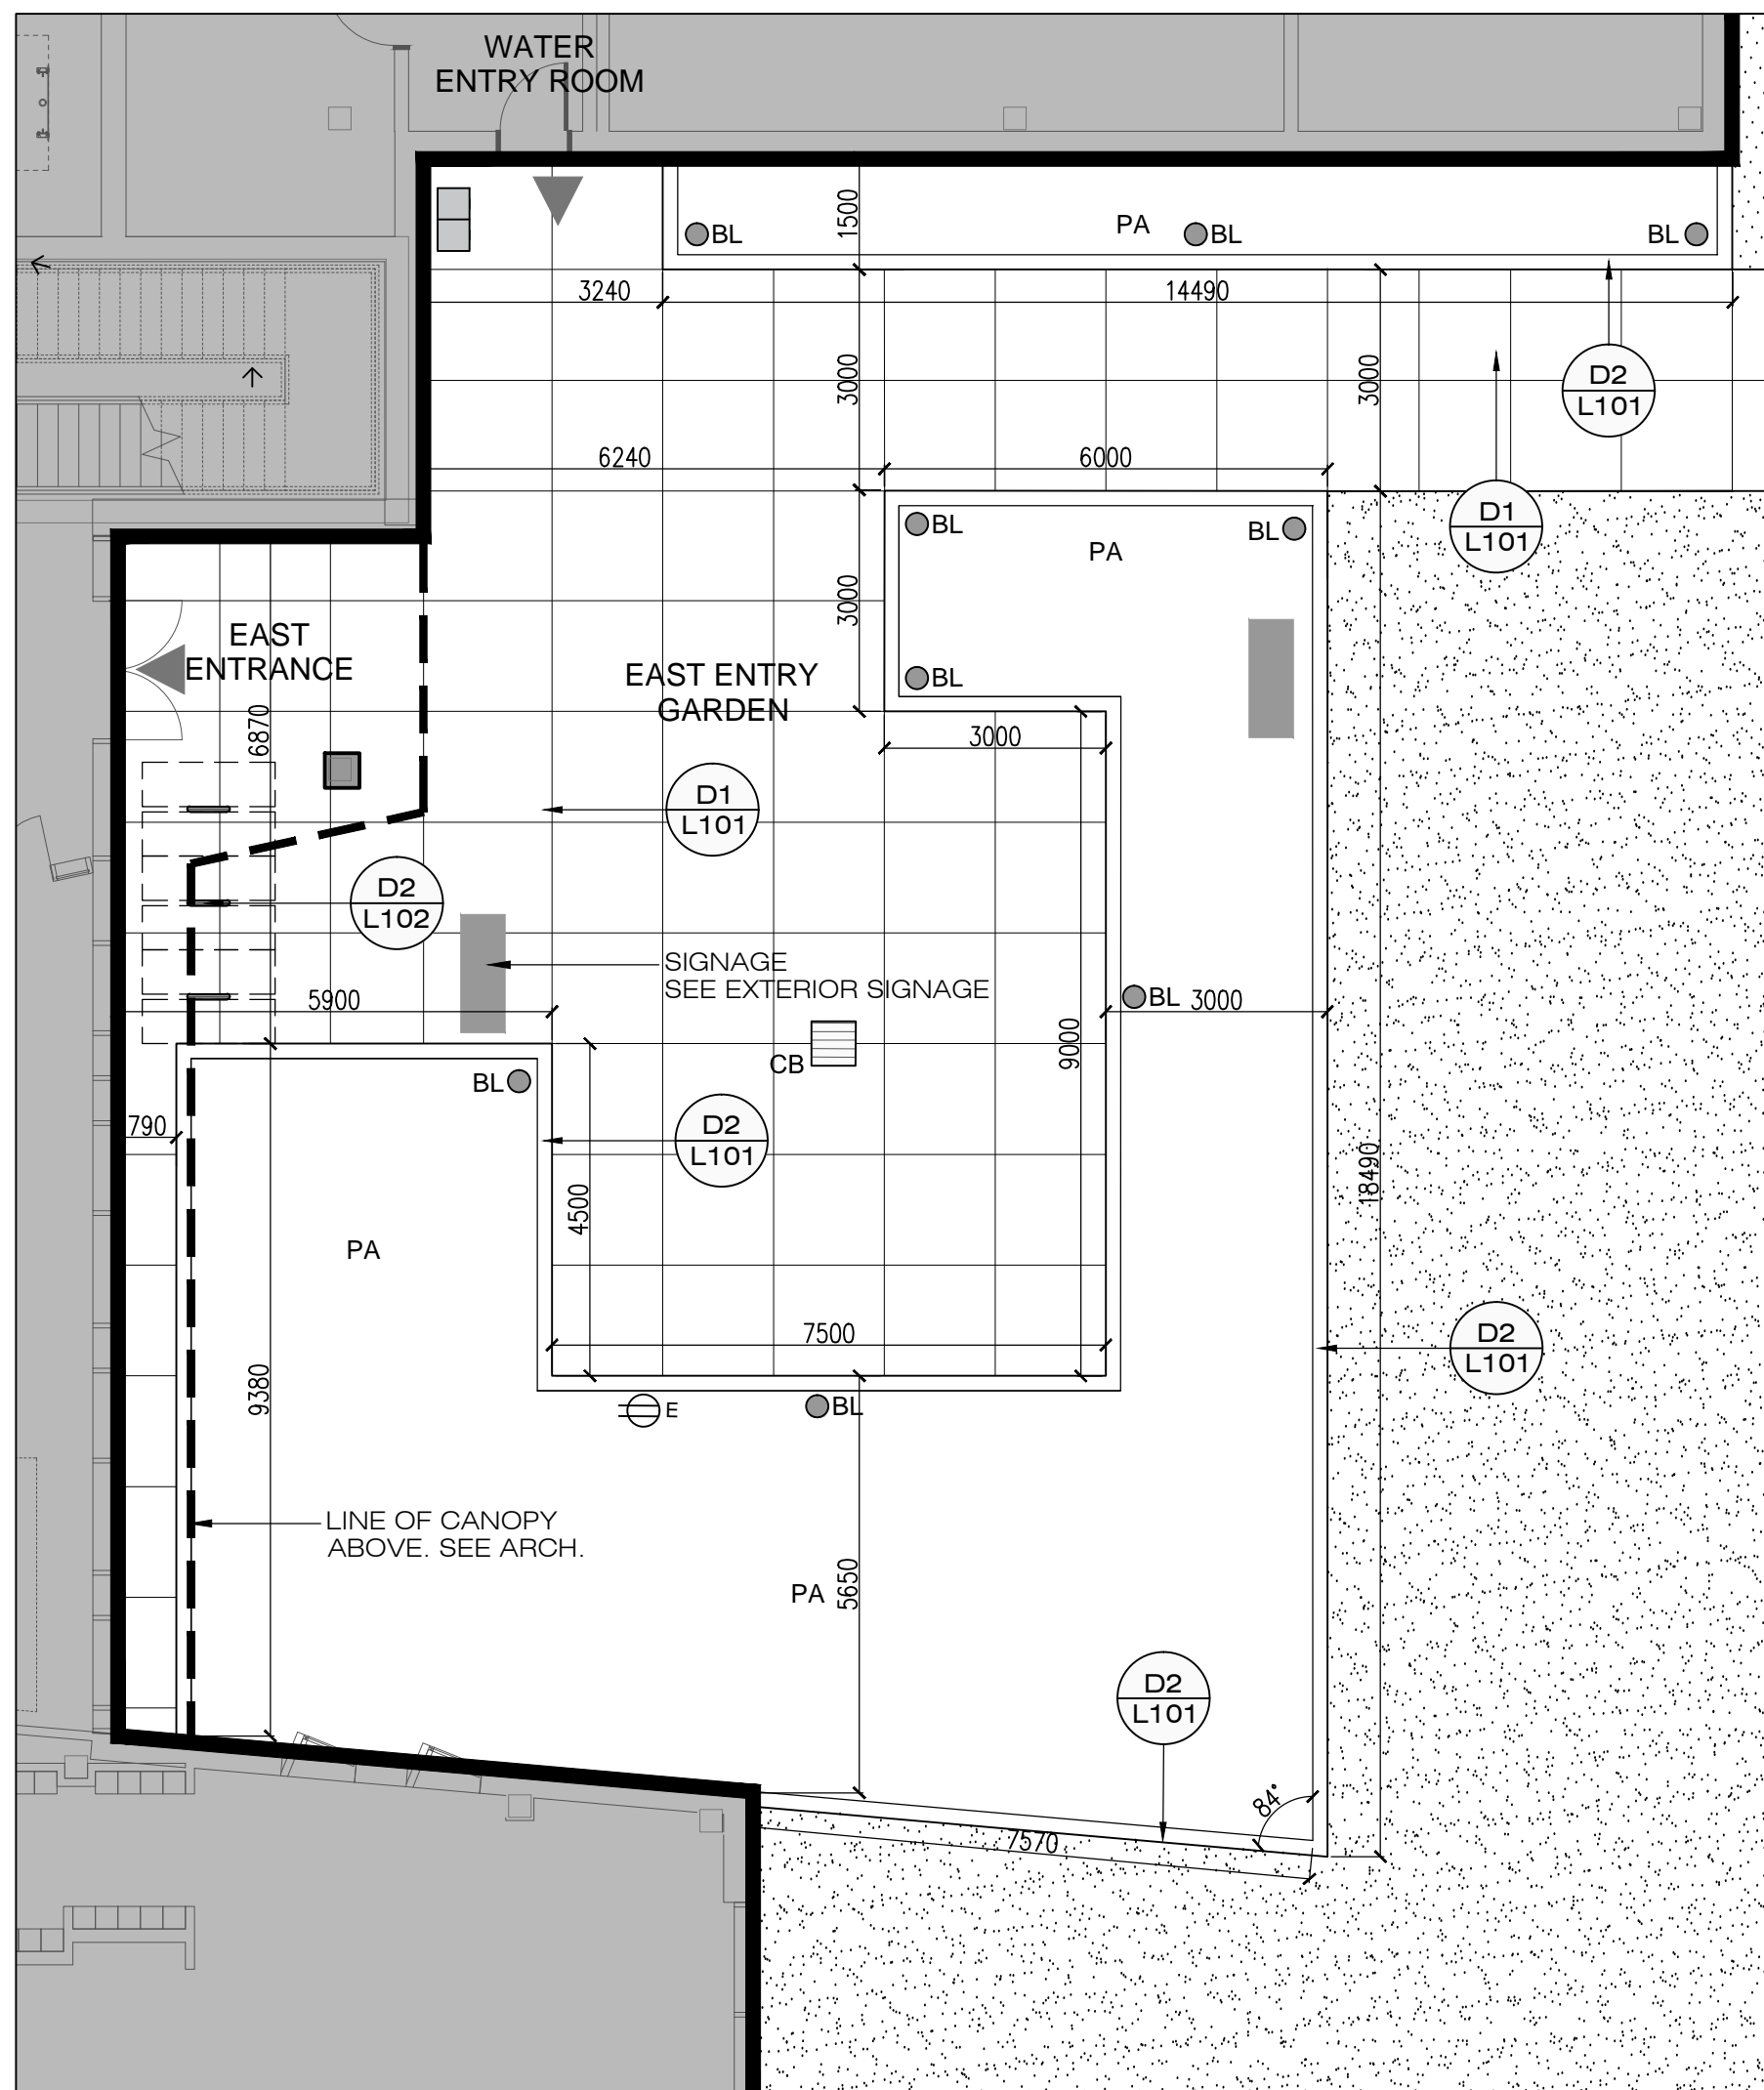 WATER
ENTRY ROOM
1500
BL
BL
PA
BL
3240
14490
3000
3000
D2
L101
6240
6000
D1
L101
BL
PA
BL
3000
EAST
ENTRANCE
EAST ENTRY
GARDEN
BL
6870
3000
D1
L101
D2
L102
SIGNAGE
SEE EXTERIOR SIGNAGE
5900
BL
3000
9000
CB
BL
790
D2
L101
18490
4500
PA
7500
D2
L101
9380
E
BL
LINE OF CANOPY
ABOVE. SEE ARCH.
PA
5650
D2
L101
84°
7570